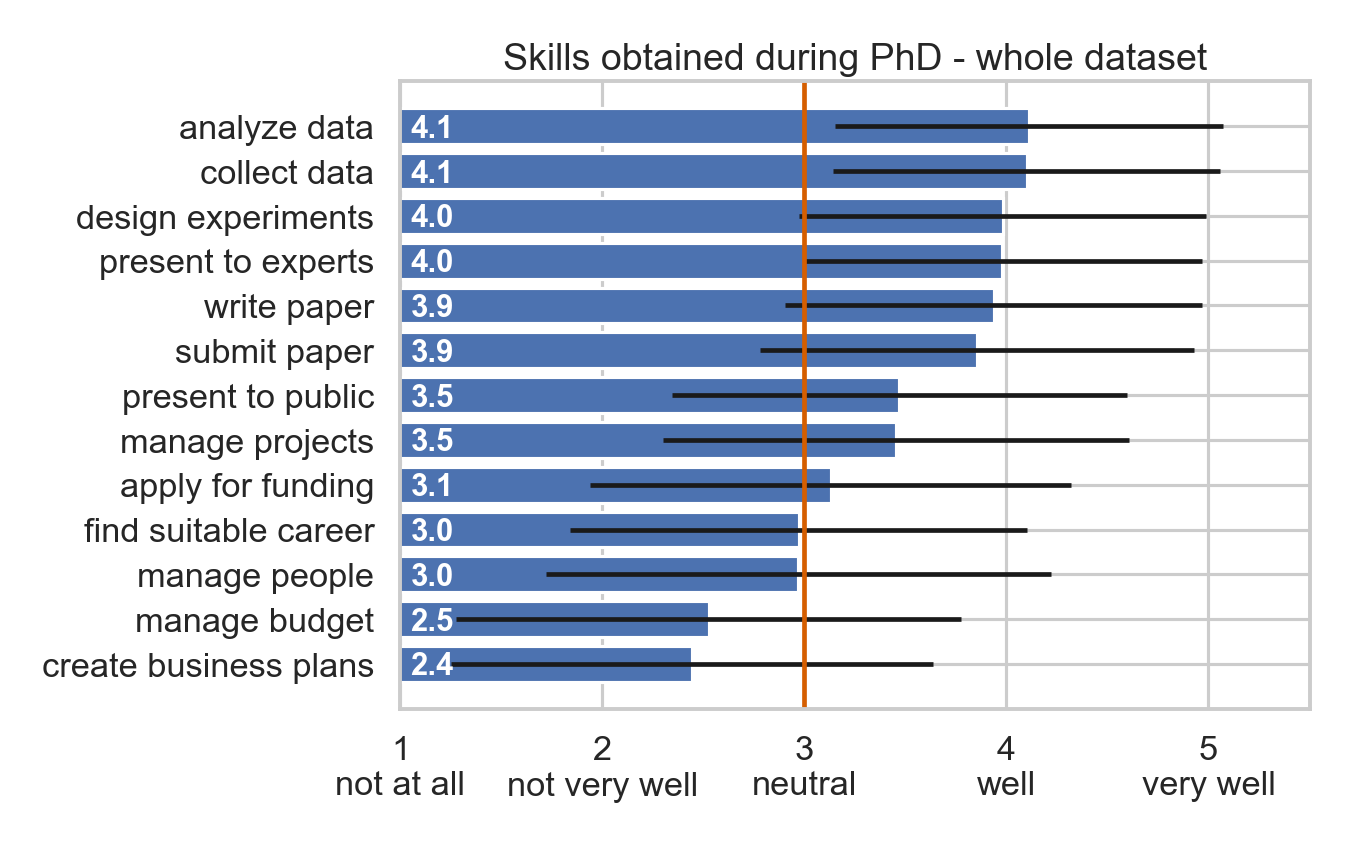 Skills obtained during PhD - whole dataset
analyze data 4.1
collect data 4.1
design experiments 4.0
present to experts 4.0
write paper 3.9
submit paper 3.9
present to public 3.5
manage projects 3.5
apply for funding 3.1
find suitable career 3.0
manage people 3.0
manage budget 2.5
create business plans 2.4
1 2 3 4 5
not at all not very well neutral well very well